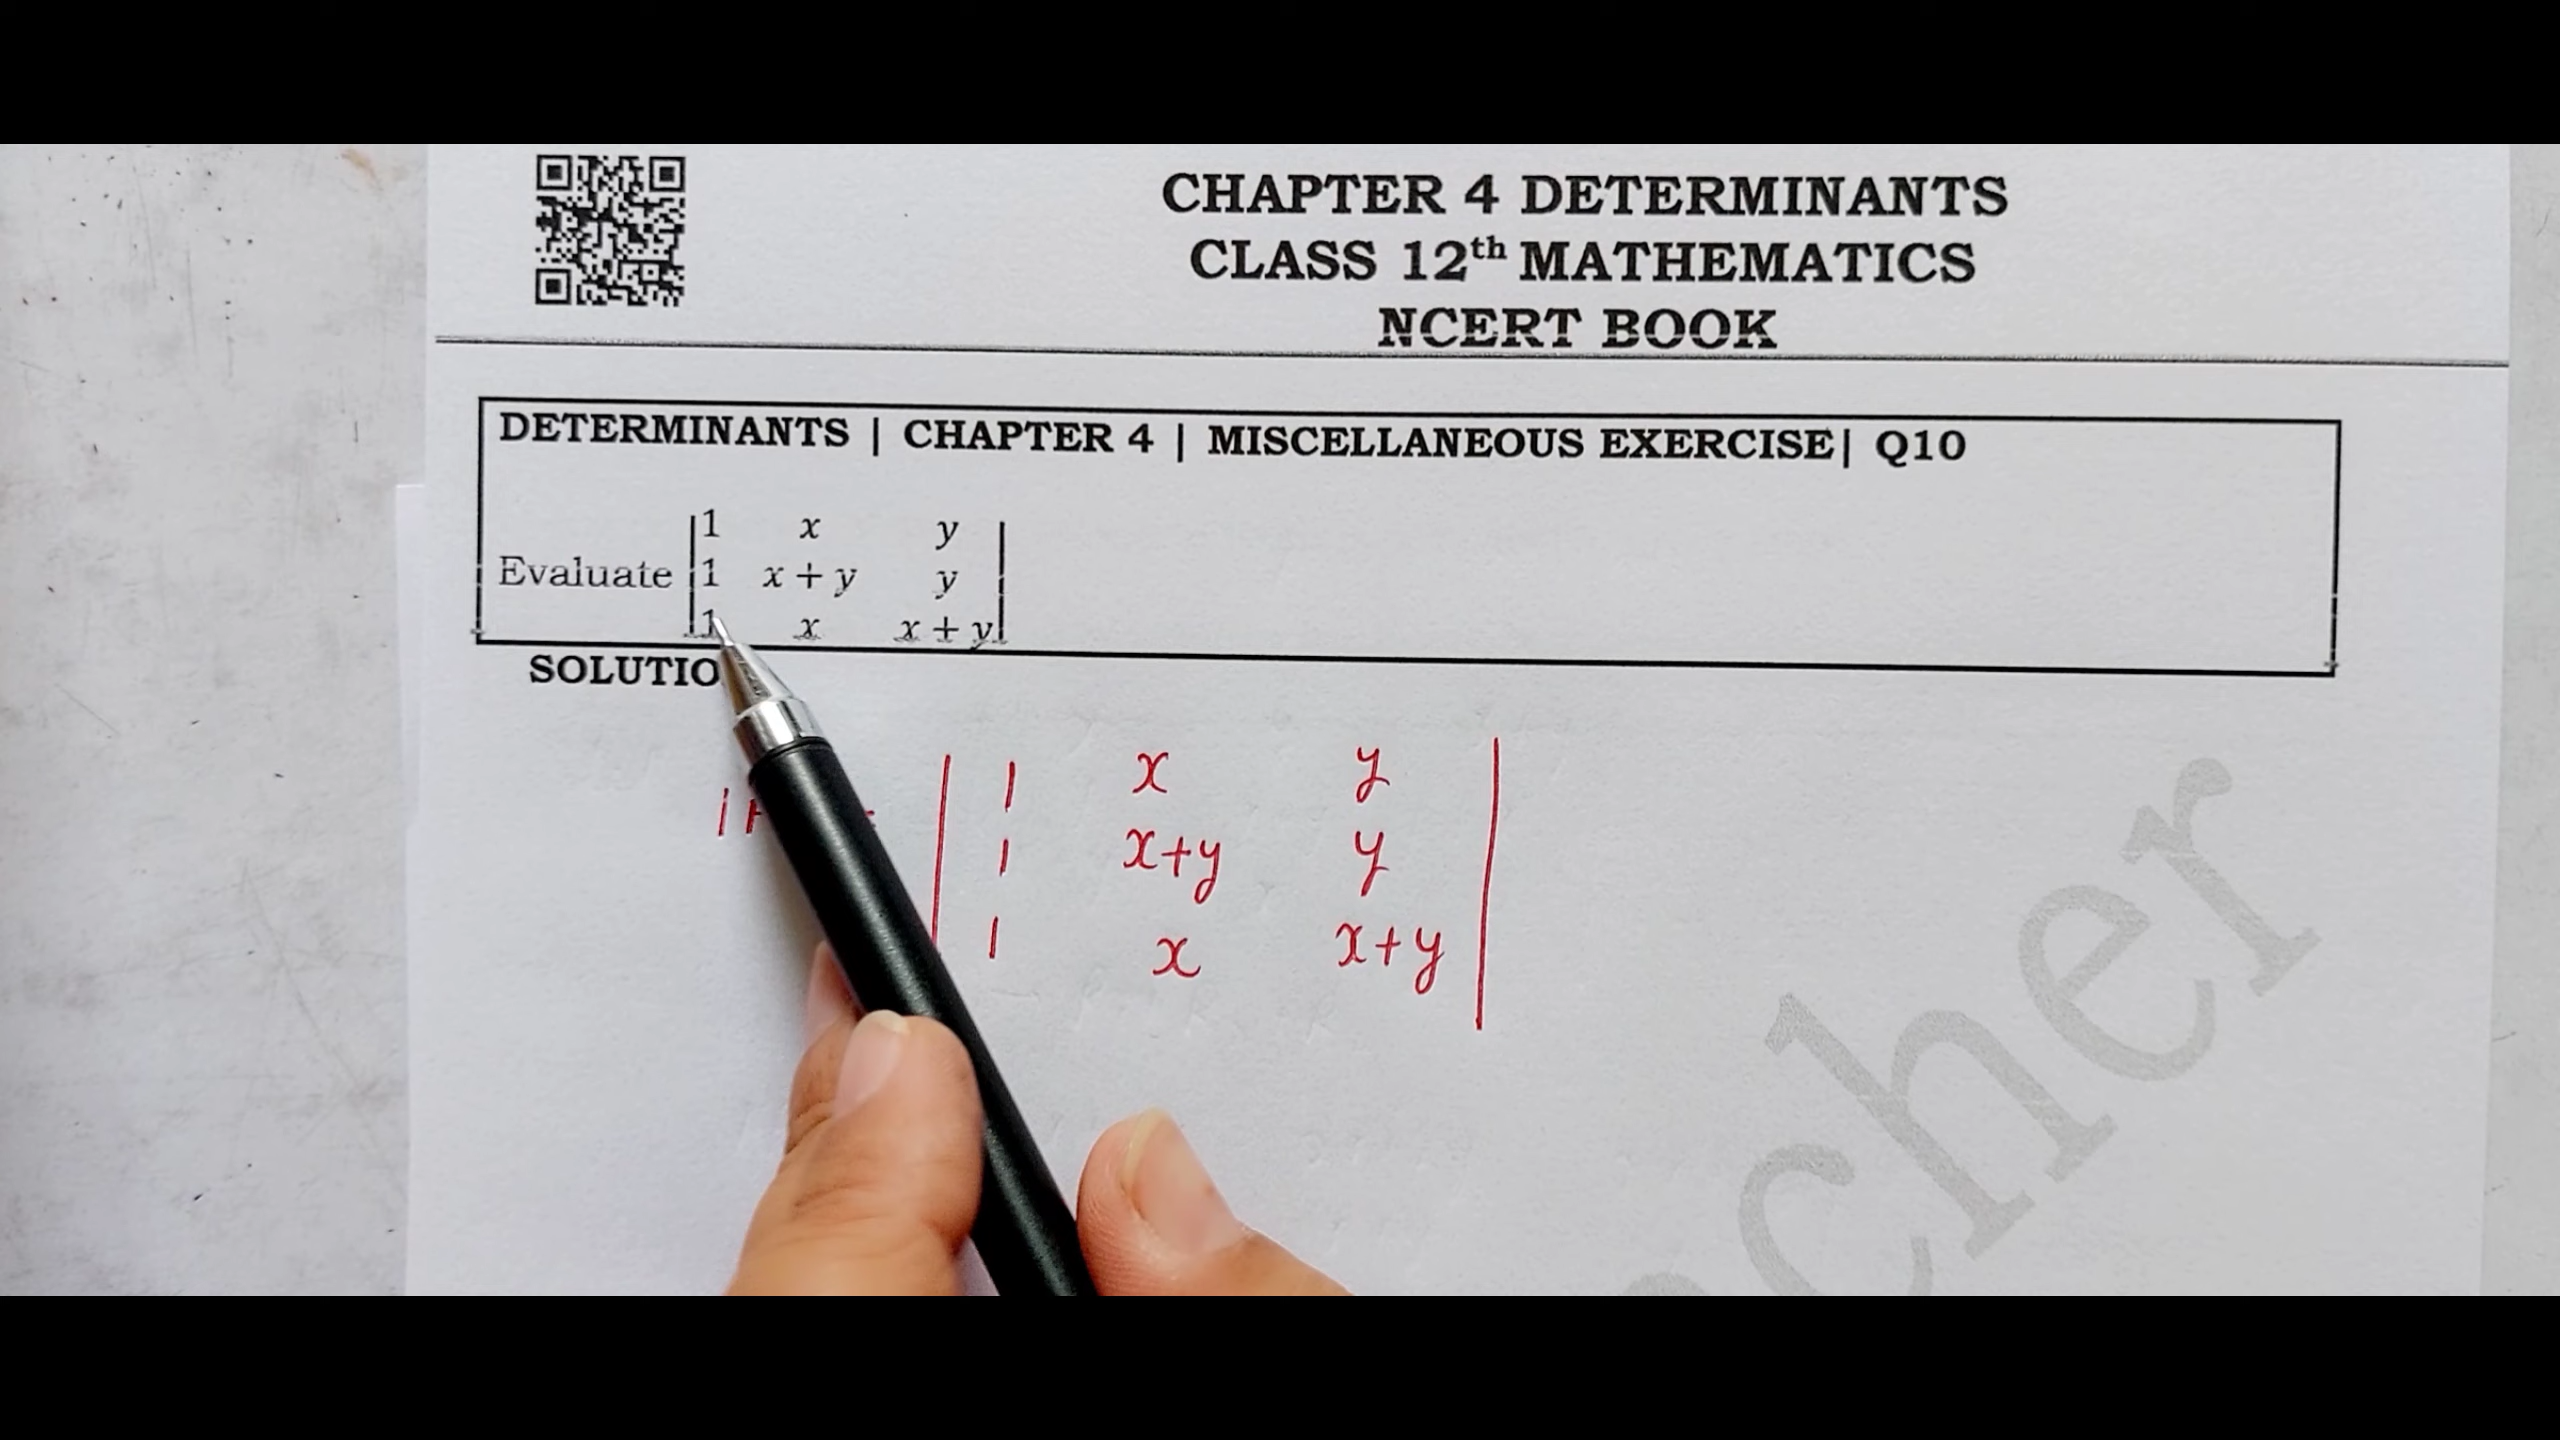 CHAPTER 4 DETERMINANTS
CLASS 12th MATHEMATICS
NCERT BOOK
DETERMINANTS | CHAPTER 4 | MISCELLANEOUS EXERCISE| Q10
1 x y
Evaluate 1 x + y y
1 x x + y
SOLUTIO
1 x y
1 x+y y
1 x x+y
cher